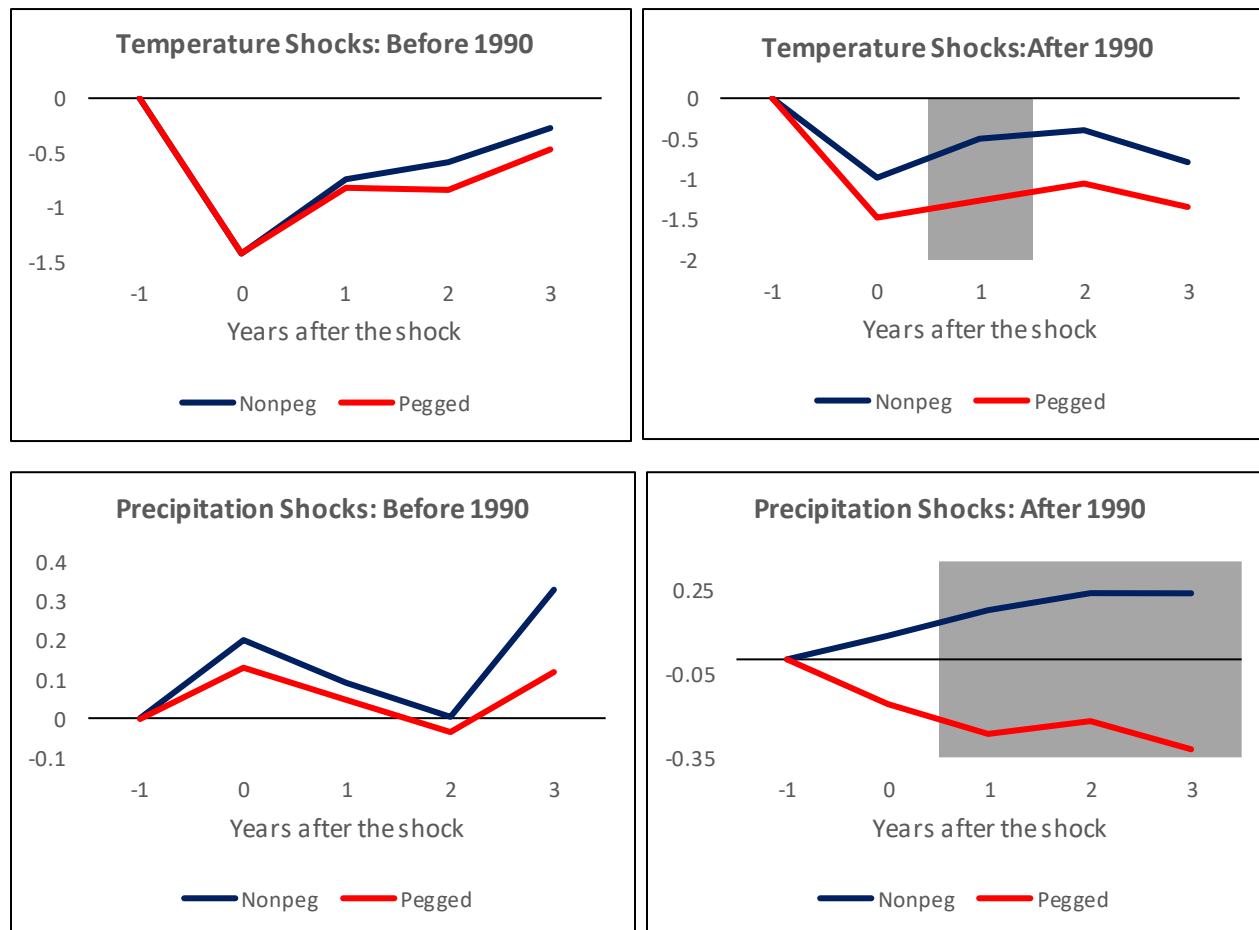 Temperature Shocks: Before 1990
0
-0.5
-1
-1.5
-1 0 1 2 3
Years after the shock
Nonpeg Pegged
Temperature Shocks:After 1990
0
-0.5
-1
-1.5
-2
-1 0 1 2 3
Years after the shock
Nonpeg Pegged
Precipitation Shocks: Before 1990
0.4
0.3
0.2
0.1
0
-0.1
-1 0 1 2 3
Years after the shock
Nonpeg Pegged
Precipitation Shocks: After 1990
0.25
-0.05
-0.35
-1 0 1 2 3
Years after the shock
Nonpeg Pegged